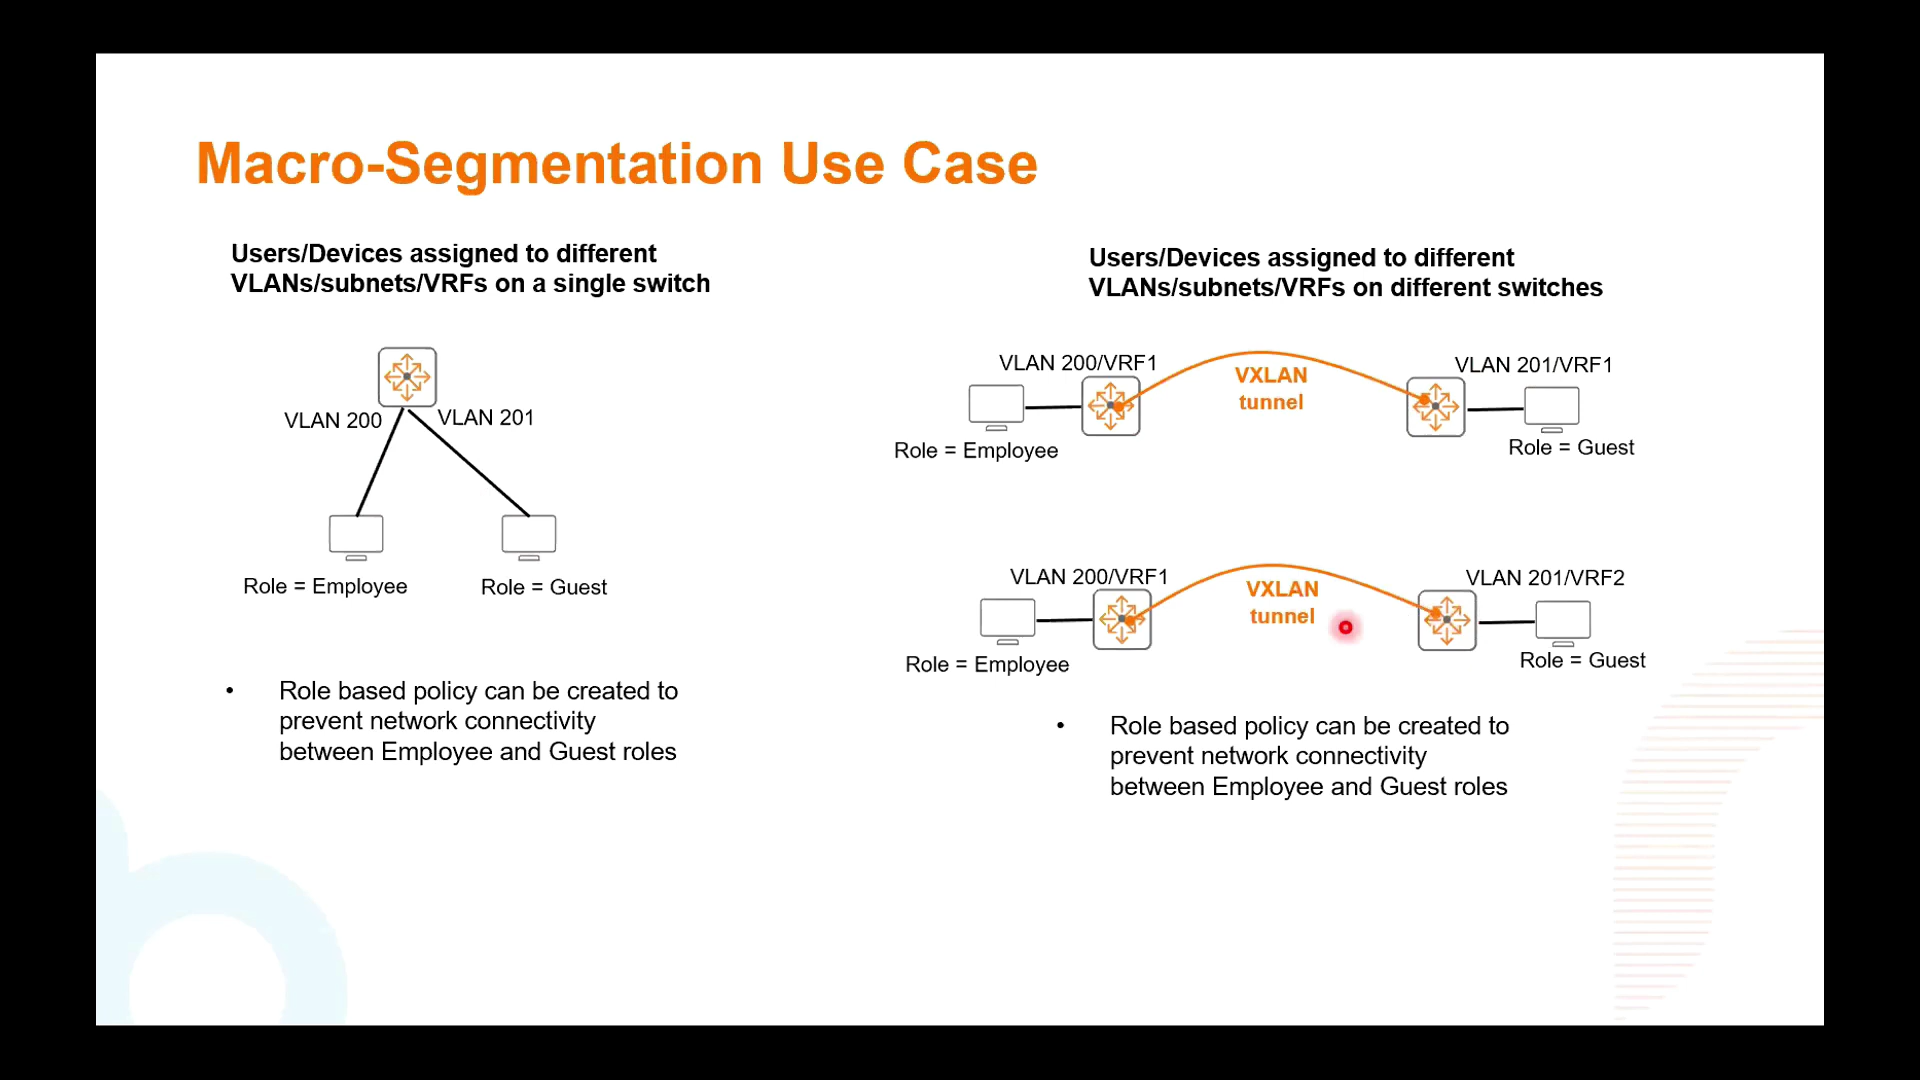 Macro-Segmentation Use Case
Users/Devices assigned to different
VLANs/subnets/VRFs on a single switch
VLAN 200
VLAN 201
Role = Employee
Role = Guest
• Role based policy can be created to
prevent network connectivity
between Employee and Guest roles
Users/Devices assigned to different
VLANs/subnets/VRFs on different switches
VLAN 200/VRF1
VXLAN
tunnel
VLAN 201/VRF1
Role = Employee
Role = Guest
VLAN 200/VRF1
VXLAN
tunnel
VLAN 201/VRF2
Role = Employee
Role = Guest
• Role based policy can be created to
prevent network connectivity
between Employee and Guest roles